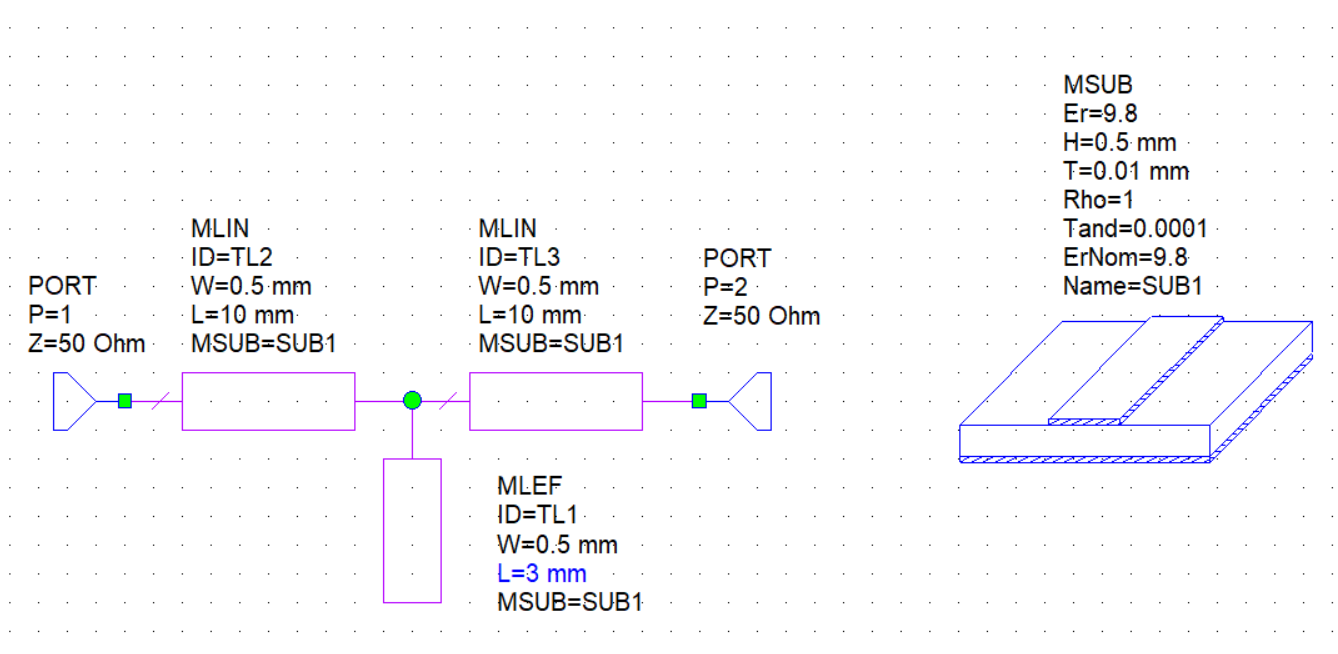 MSUB
Er=9.8
H=0.5 mm
T=0.01 mm
Rho=1
Tand=0.0001
ErNom=9.8
Name=SUB1
MLIN
ID=TL2
W=0.5 mm
L=10 mm
MSUB=SUB1
MLIN
ID=TL3
W=0.5 mm
L=10 mm
MSUB=SUB1
PORT
P=1
Z=50 Ohm
PORT
P=2
Z=50 Ohm
MLEF
ID=TL1
W=0.5 mm
L=3 mm
MSUB=SUB1